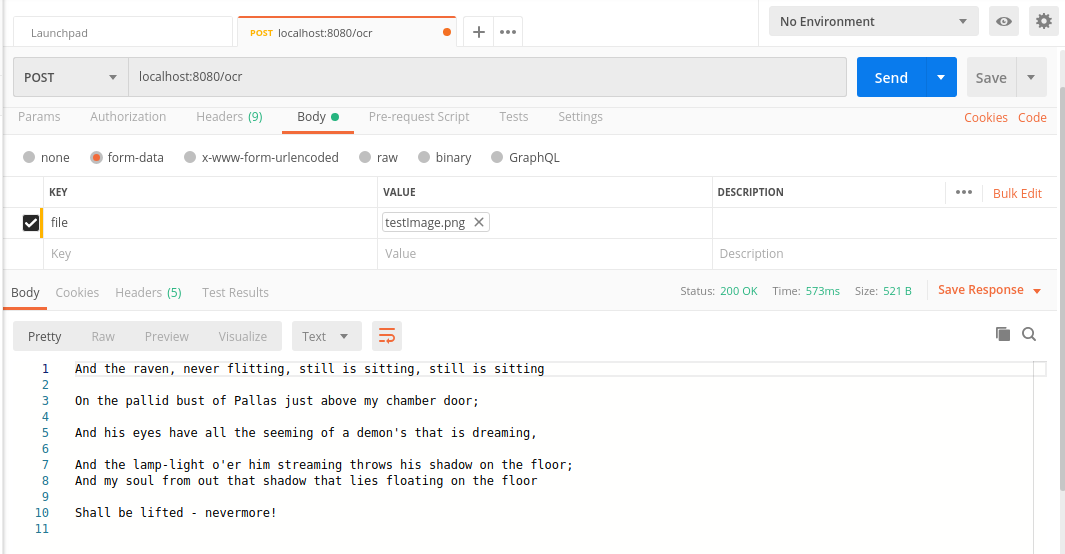 Launchpad
POST localhost:8080/ocr
No Environment
POST localhost:8080/ocr Send Save
Params Authorization Headers (9) Body Pre-request Script Tests Settings Cookies Code
none form-data x-www-form-urlencoded raw binary GraphQL
KEY VALUE DESCRIPTION Bulk Edit
file testImage.png
Key Value Description
Body Cookies Headers (5) Test Results Status: 200 OK Time: 573ms Size: 521 B Save Response
Pretty Raw Preview Visualize Text
1 And the raven, never flitting, still is sitting, still is sitting
2
3 On the pallid bust of Pallas just above my chamber door;
4
5 And his eyes have all the seeming of a demon's that is dreaming,
6
7 And the lamp-light o'er him streaming throws his shadow on the floor;
8 And my soul from out that shadow that lies floating on the floor
9
10 Shall be lifted - nevermore!
11